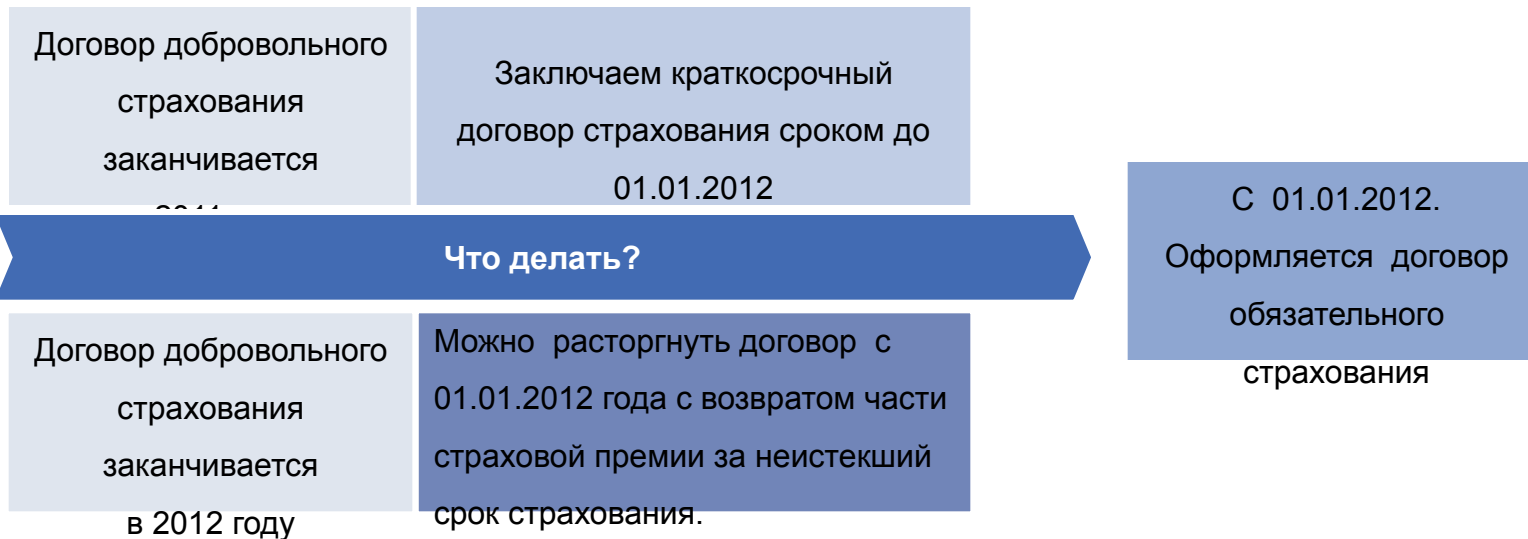 Договор добровольного
страхования
заканчивается
Заключаем краткосрочный
договор страхования сроком до
01.01.2012
Что делать?
Договор добровольного
страхования
заканчивается
в 2012 году
Можно расторгнуть договор с
01.01.2012 года с возвратом части
страховой премии за неистекший
срок страхования.
С 01.01.2012.
Оформляется договор
обязательного
страхования